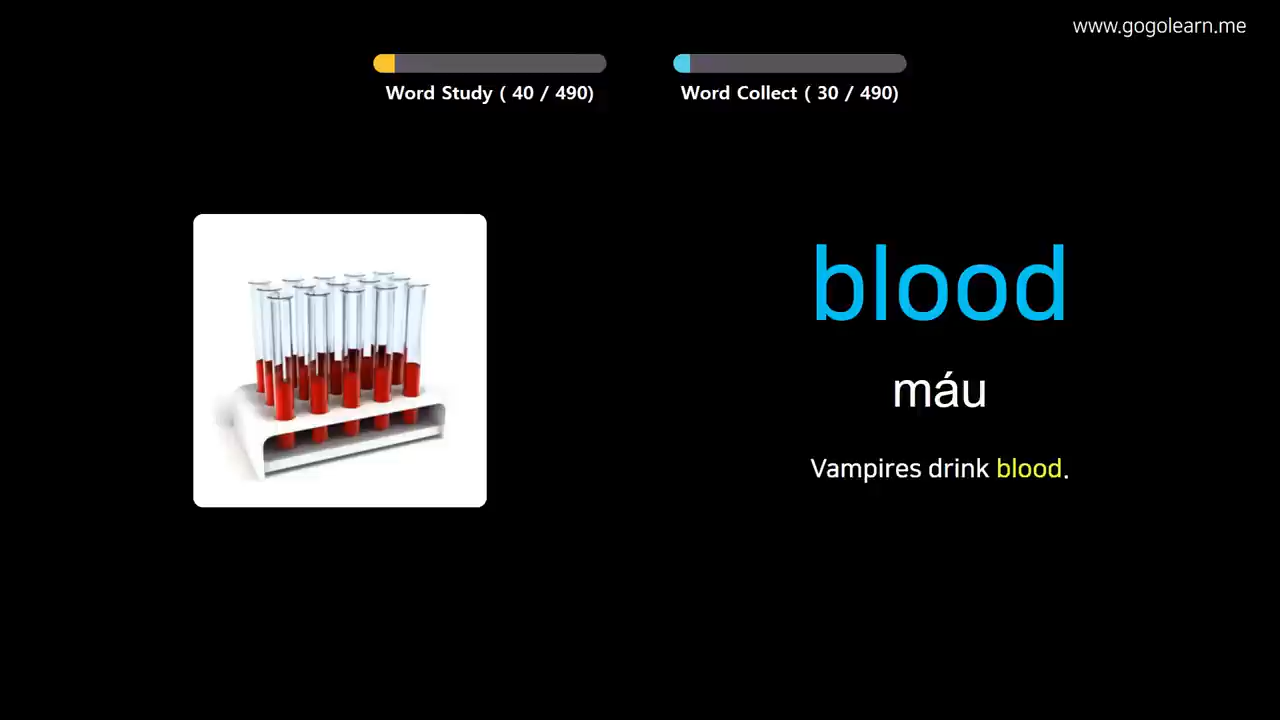 www.gogolearn.me
Word Study ( 40 / 490)
Word Collect ( 30 / 490)
blood
máu
Vampires drink blood.